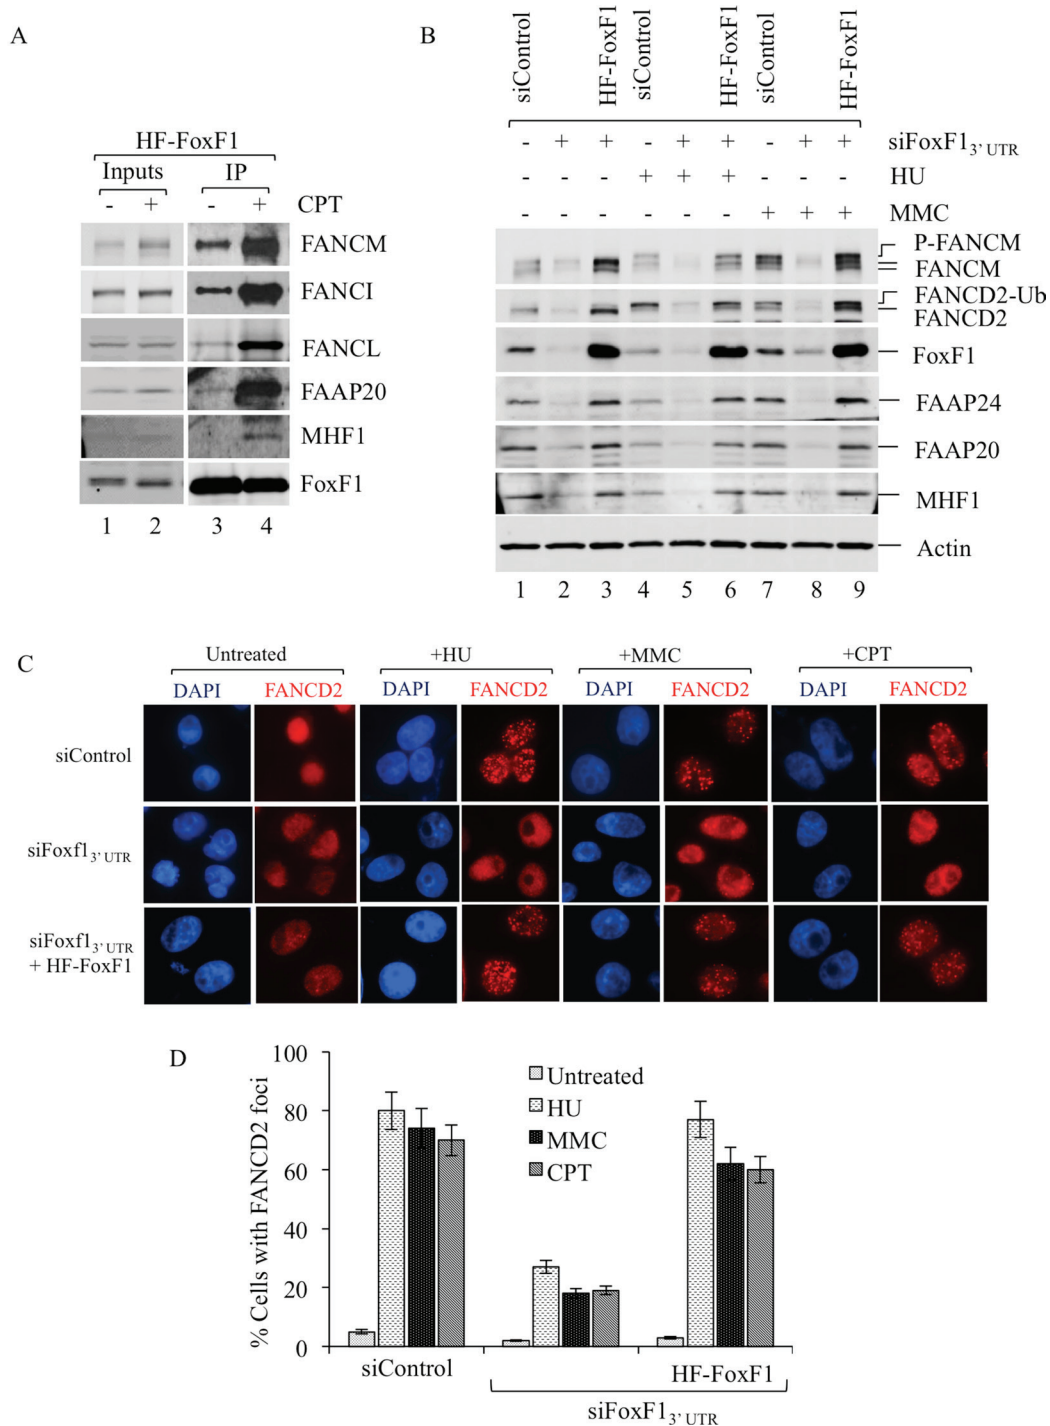 A
HF-FoxF1
Inputs IP
- + - + CPT
FANCM
FANCI
FANCL
FAAP20
MHF1
FoxF1
1 2 3 4
B
siControl HF-FoxF1 siControl HF-FoxF1 siControl HF-FoxF1
- + + - + + - + + siFoxF13' UTR
- - - + + + - - - HU
- - - - - - + + + MMC
P-FANCM
FANCM
FANCD2-Ub
FANCD2
FoxF1
FAAP24
FAAP20
MHF1
Actin
1 2 3 4 5 6 7 8 9
C
Untreated +HU +MMC +CPT
DAPI FANCD2 DAPI FANCD2 DAPI FANCD2 DAPI FANCD2
siControl
siFoxf13' UTR
siFoxf13' UTR
+ HF-FoxF1
D
% Cells with FANCD2 foci
100
80
60
40
20
0
Untreated
HU
MMC
CPT
siControl HF-FoxF1
siFoxF13' UTR